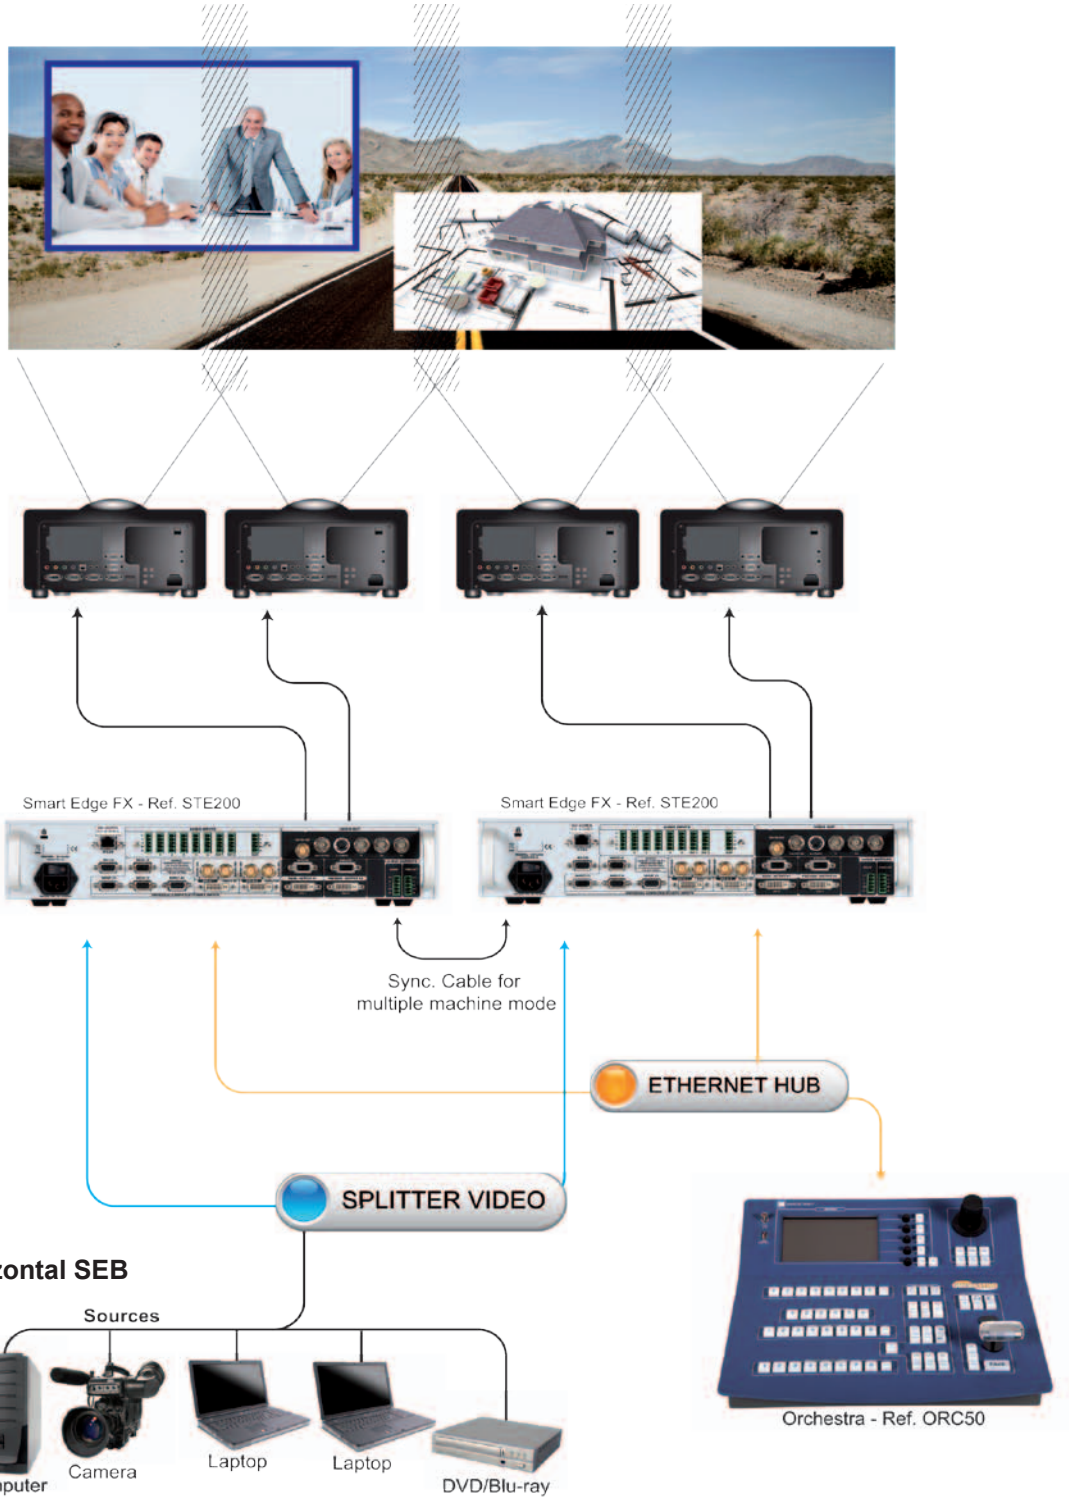 Smart Edge FX - Ref. STE200
Smart Edge FX - Ref. STE200
Sync. Cable for
multiple machine mode
ETHERNET HUB
SPLITTER VIDEO
zontal SEB
Sources
Camera
Laptop
Laptop
DVD/Blu-ray
puter
Orchestra - Ref. ORC50